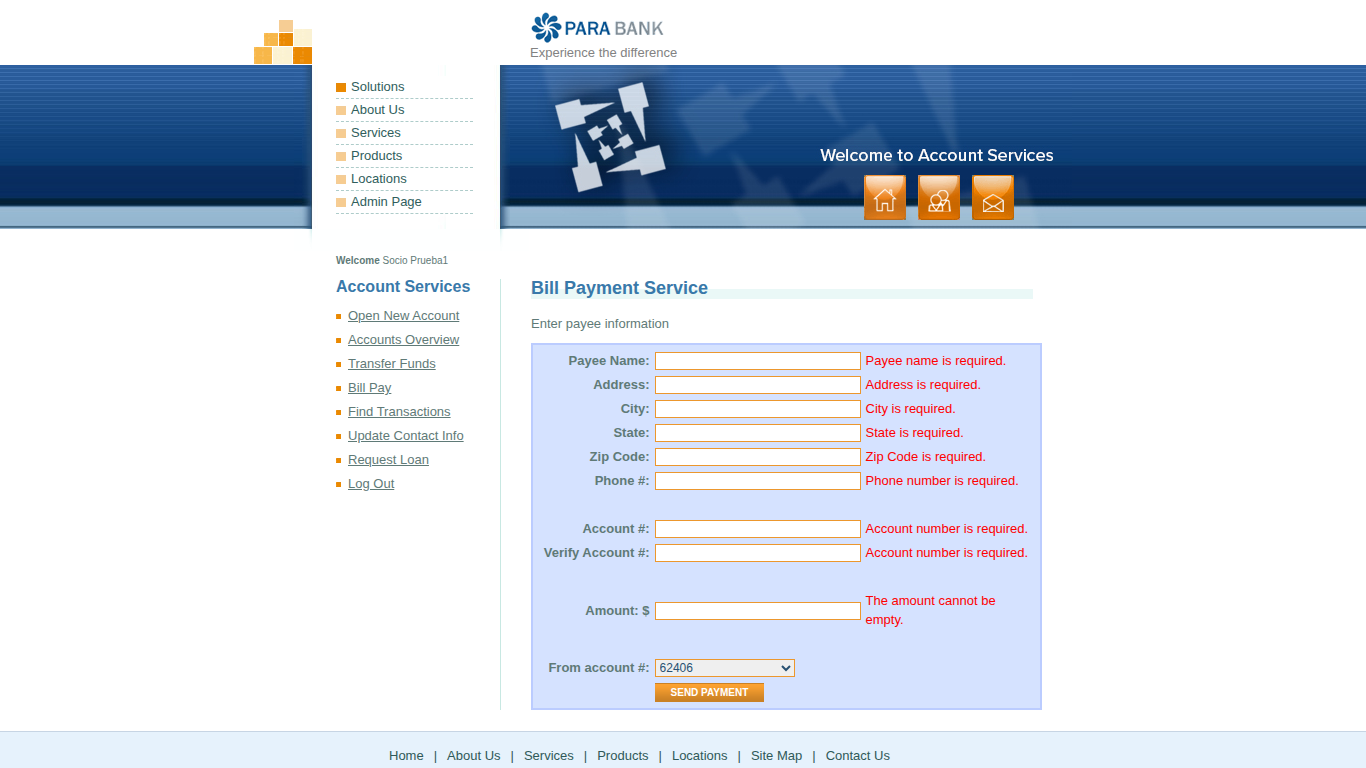 PARA BANK
Experience the difference
Solutions
About Us
Services
Products
Locations
Admin Page
Welcome to Account Services
Welcome Socio Prueba1
Account Services
Open New Account
Accounts Overview
Transfer Funds
Bill Pay
Find Transactions
Update Contact Info
Request Loan
Log Out
Bill Payment Service
Enter payee information
Payee Name: Payee name is required.
Address: Address is required.
City: City is required.
State: State is required.
Zip Code: Zip Code is required.
Phone #: Phone number is required.
Account #: Account number is required.
Verify Account #: Account number is required.
Amount: $ The amount cannot be
empty.
From account #: 62406
SEND PAYMENT
Home | About Us | Services | Products | Locations | Site Map | Contact Us